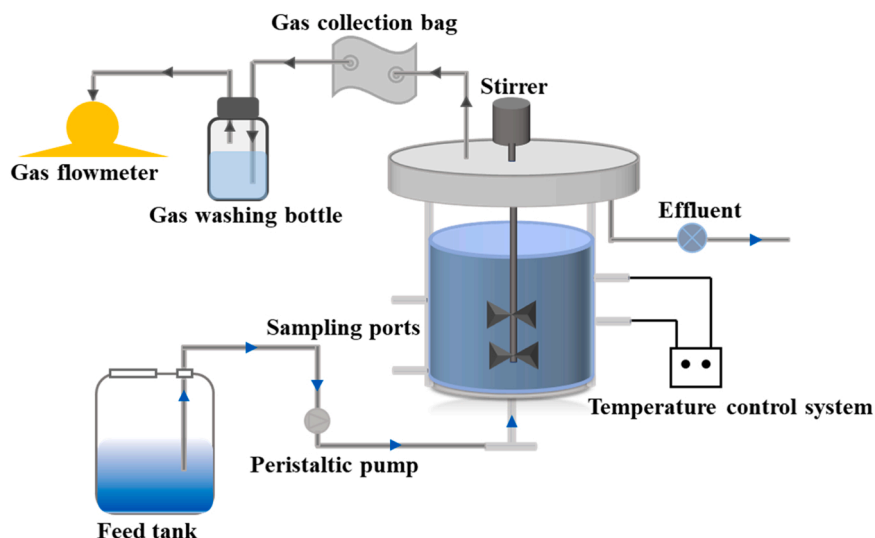 Gas collection bag
Stirrer
Gas flowmeter
Gas washing bottle
Effluent
Sampling ports
Temperature control system
Peristaltic pump
Feed tank